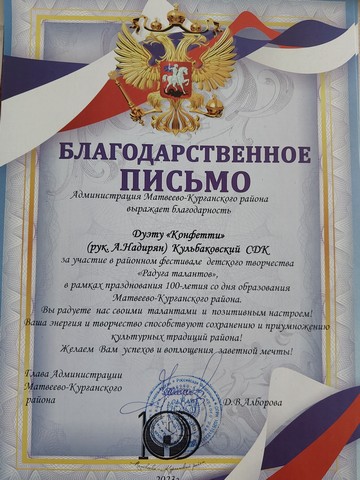 БЛАГОДАРСТВЕННОЕ
ПИСЬМО
Администрация Матвеево-Курганского района
выражает благодарность
Дуэту «Конфетти»
(рук. А.Надирян) Кульбаковский СДК
за участие в районном фестивале детского творчества
«Радуга талантов»,
в рамках празднования 100-летия со дня образования
Матвеево-Курганского района.
Вы радуете нас своими талантами и позитивным настроем!
Ваша энергия и творчество способствуют сохранению и приумножению
культурных традиций района!
Желаем Вам успехов и воплощения заветной мечты!
Глава Администрации
Матвеево-Курганского
района
Д.В.Алборова
100
2023г.